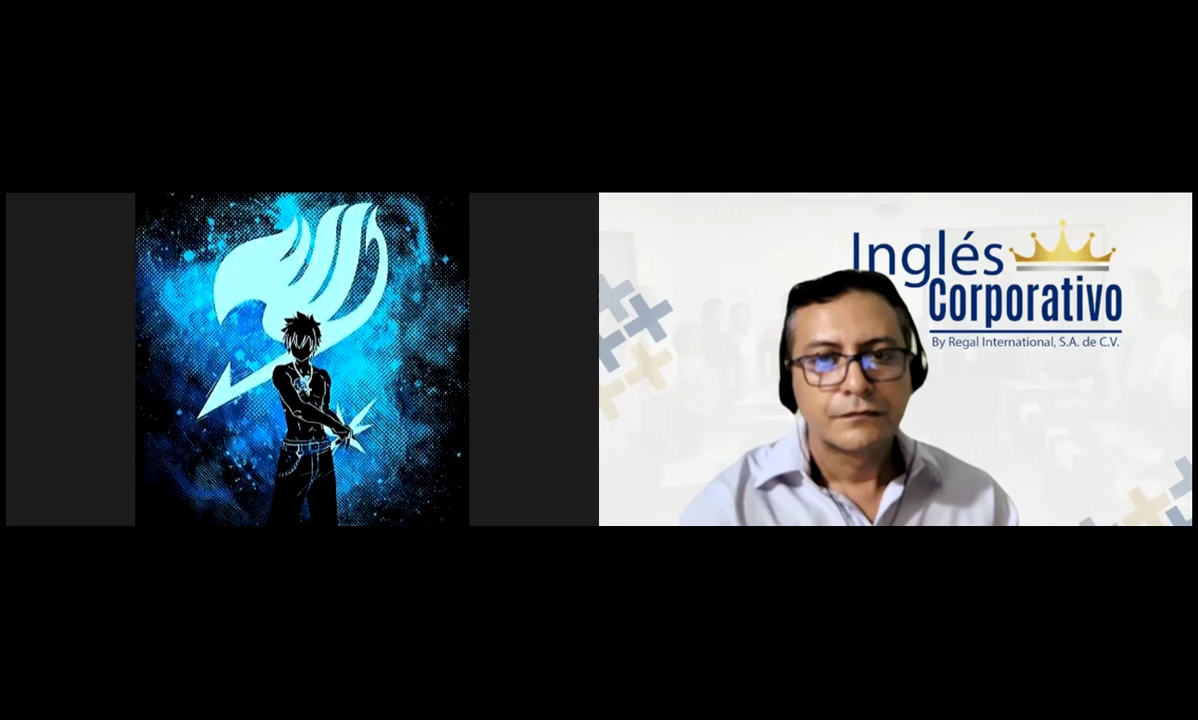 Inglés
Corporativo
By Regal International, S.A. de C.V.